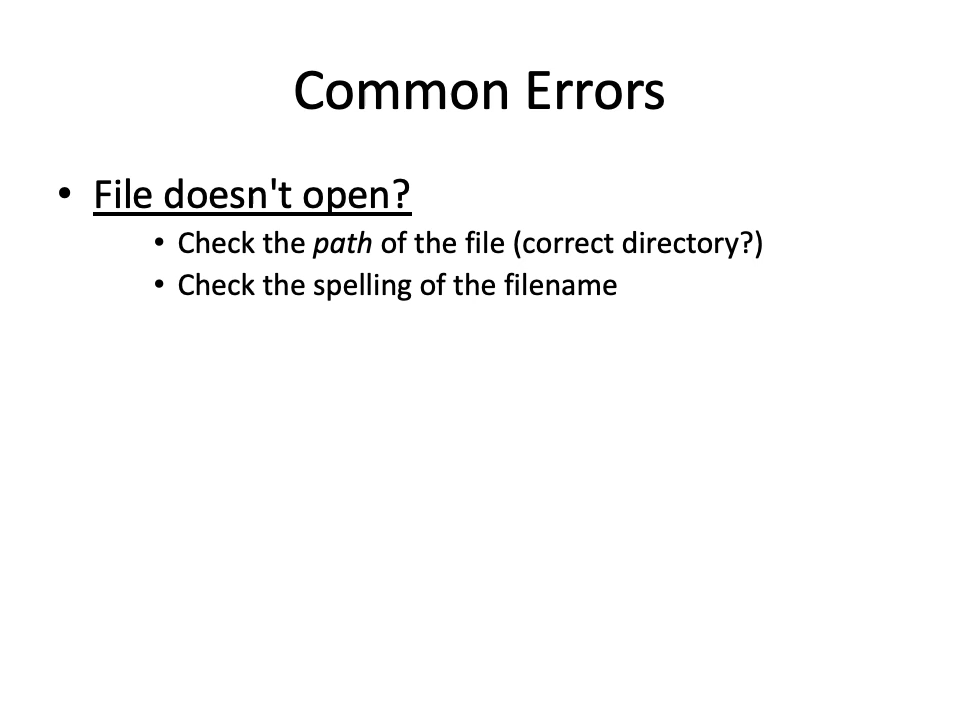 Common Errors
• File doesn't open?
• Check the path of the file (correct directory?)
• Check the spelling of the filename